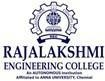 RAJALAKSHMI
ENGINEERING COLLEGE
An AUTONOMOUS Institution
Affiliated to ANNA UNIVERSITY, Chennai